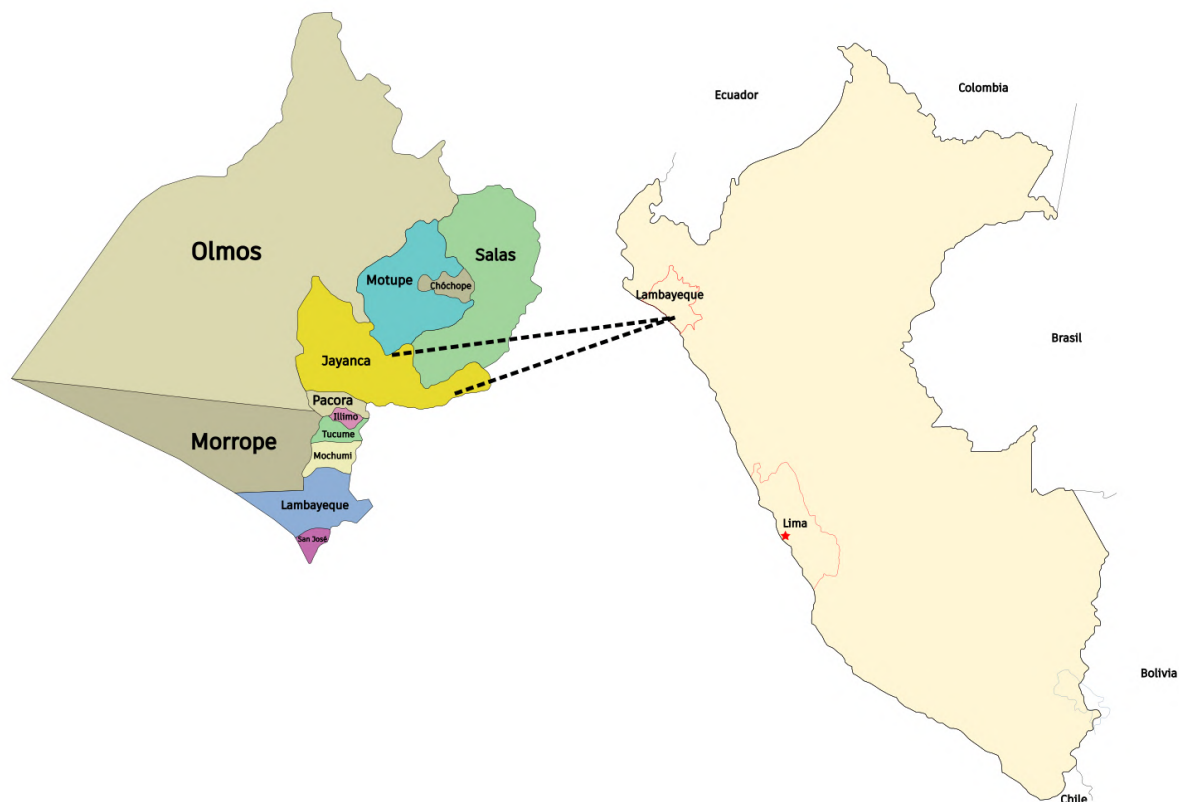 Olmos
Salas
Motupe
Chóchope
Jayanca
Pacora
Illimo
Tucume
Morrope
Mochumi
Lambayeque
San José
Ecuador
Colombia
Lambayeque
Brasil
Lima
Bolivia
Chile